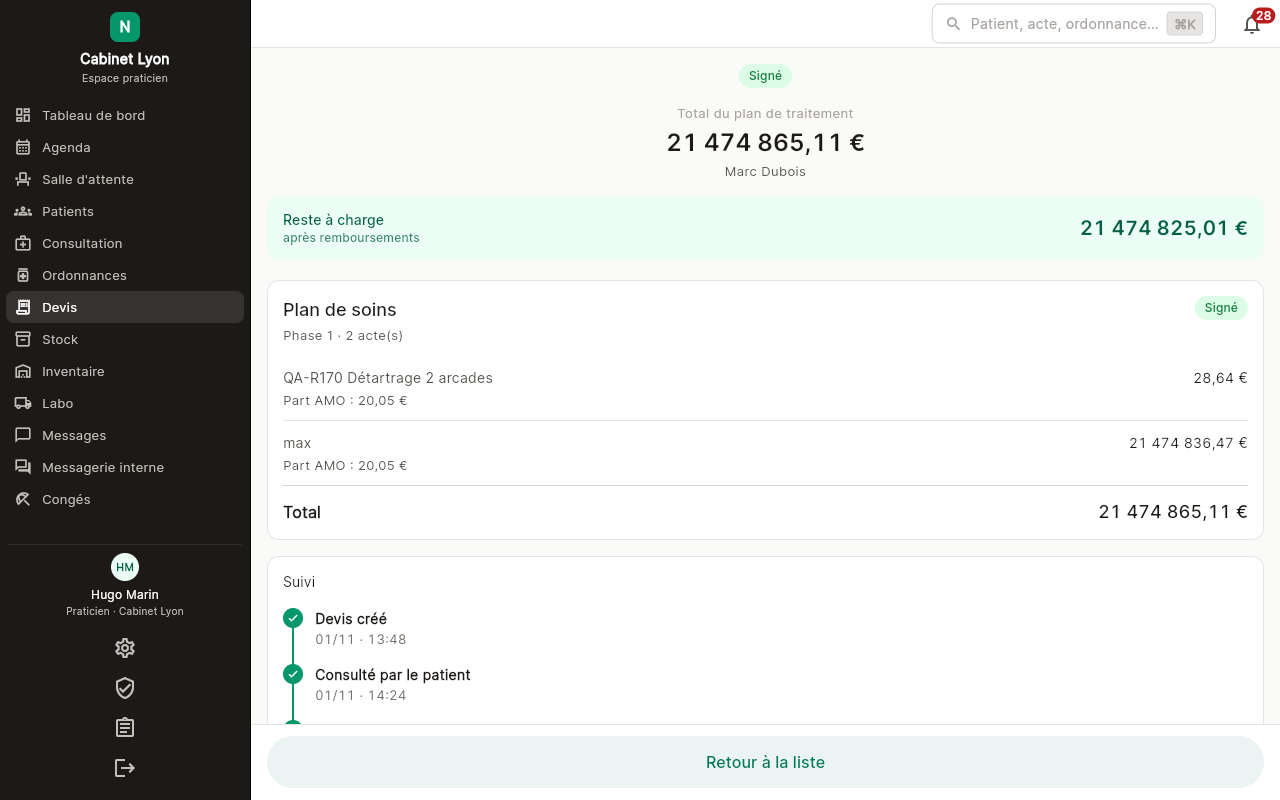 N
Cabinet Lyon
Espace praticien
Tableau de bord
Agenda
Salle d'attente
Patients
Consultation
Ordonnances
Devis
Stock
Inventaire
Labo
Messages
Messagerie interne
Congés
HM
Hugo Marin
Praticien · Cabinet Lyon
Patient, acte, ordonnance... ⌘K
28
Signé
Total du plan de traitement
21 474 865,11 €
Marc Dubois
Reste à charge
après remboursements
21 474 825,01 €
Plan de soins
Signé
Phase 1 · 2 acte(s)
QA-R170 Détartrage 2 arcades
28,64 €
Part AMO : 20,05 €
max
21 474 836,47 €
Part AMO : 20,05 €
Total
21 474 865,11 €
Suivi
Devis créé
01/11 · 13:48
Consulté par le patient
01/11 · 14:24
Retour à la liste